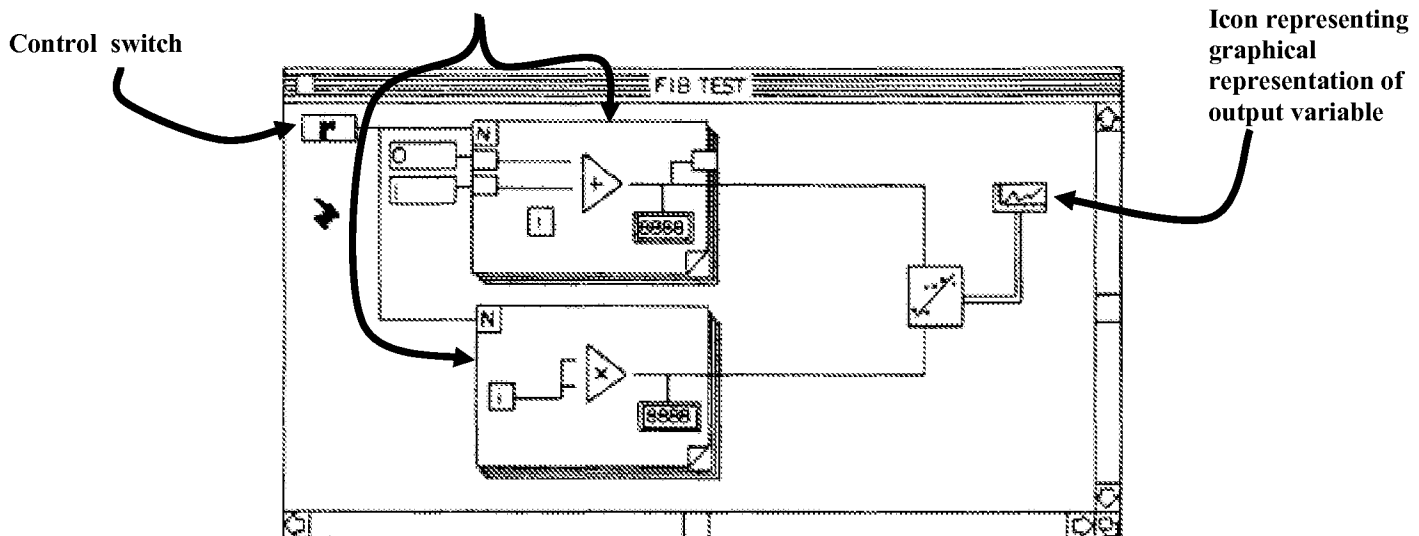 Control switch
Icon representing
graphical
representation of
output variable
FIB TEST
r
N
0
1
+
i
8888
N
i
×
8888